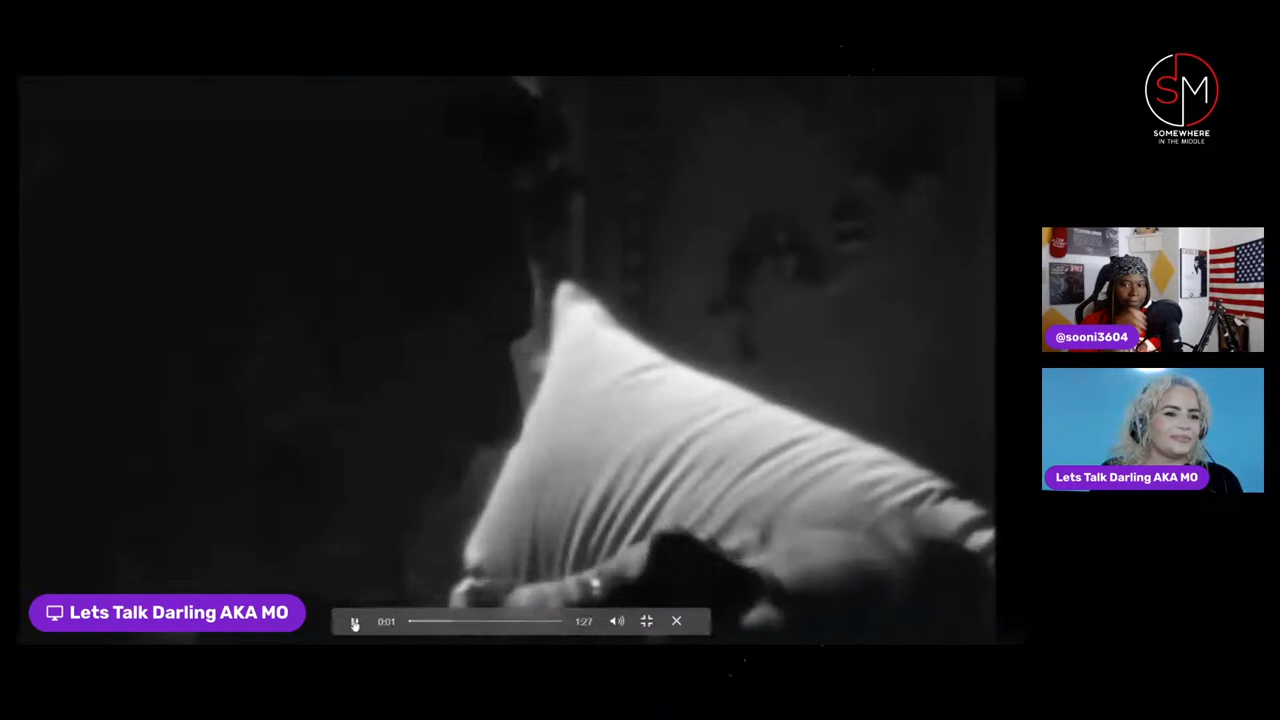 SM
SOMEWHERE
IN THE MIDDLE
@sooni3604
Lets Talk Darling AKA MO
Lets Talk Darling AKA MO
0:01
1:27